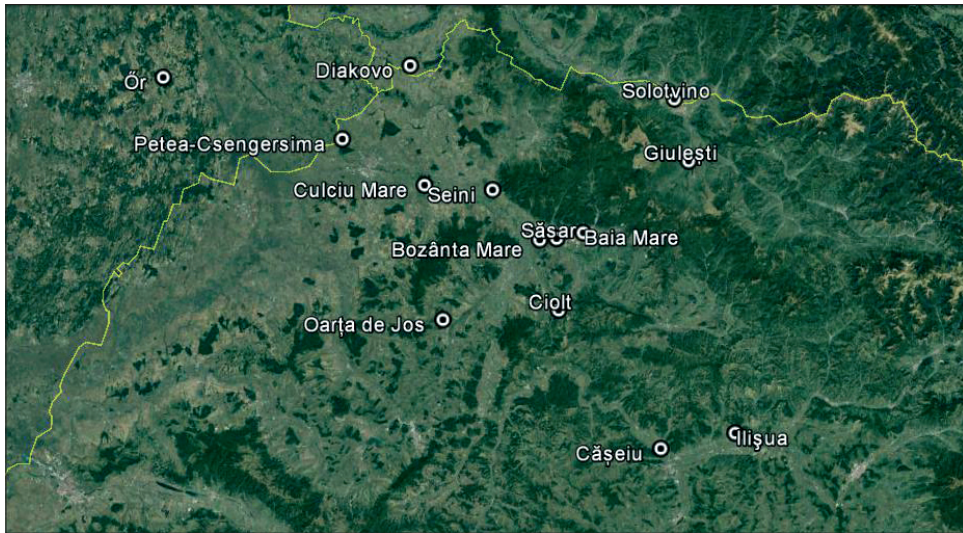 Diakovo
Őr
Solotvino
Petea-Csengersima
Giulești
Culciu Mare
Seini
Săsar
Baia Mare
Bozânta Mare
Ciolt
Oarța de Jos
Ilișua
Cășeiu